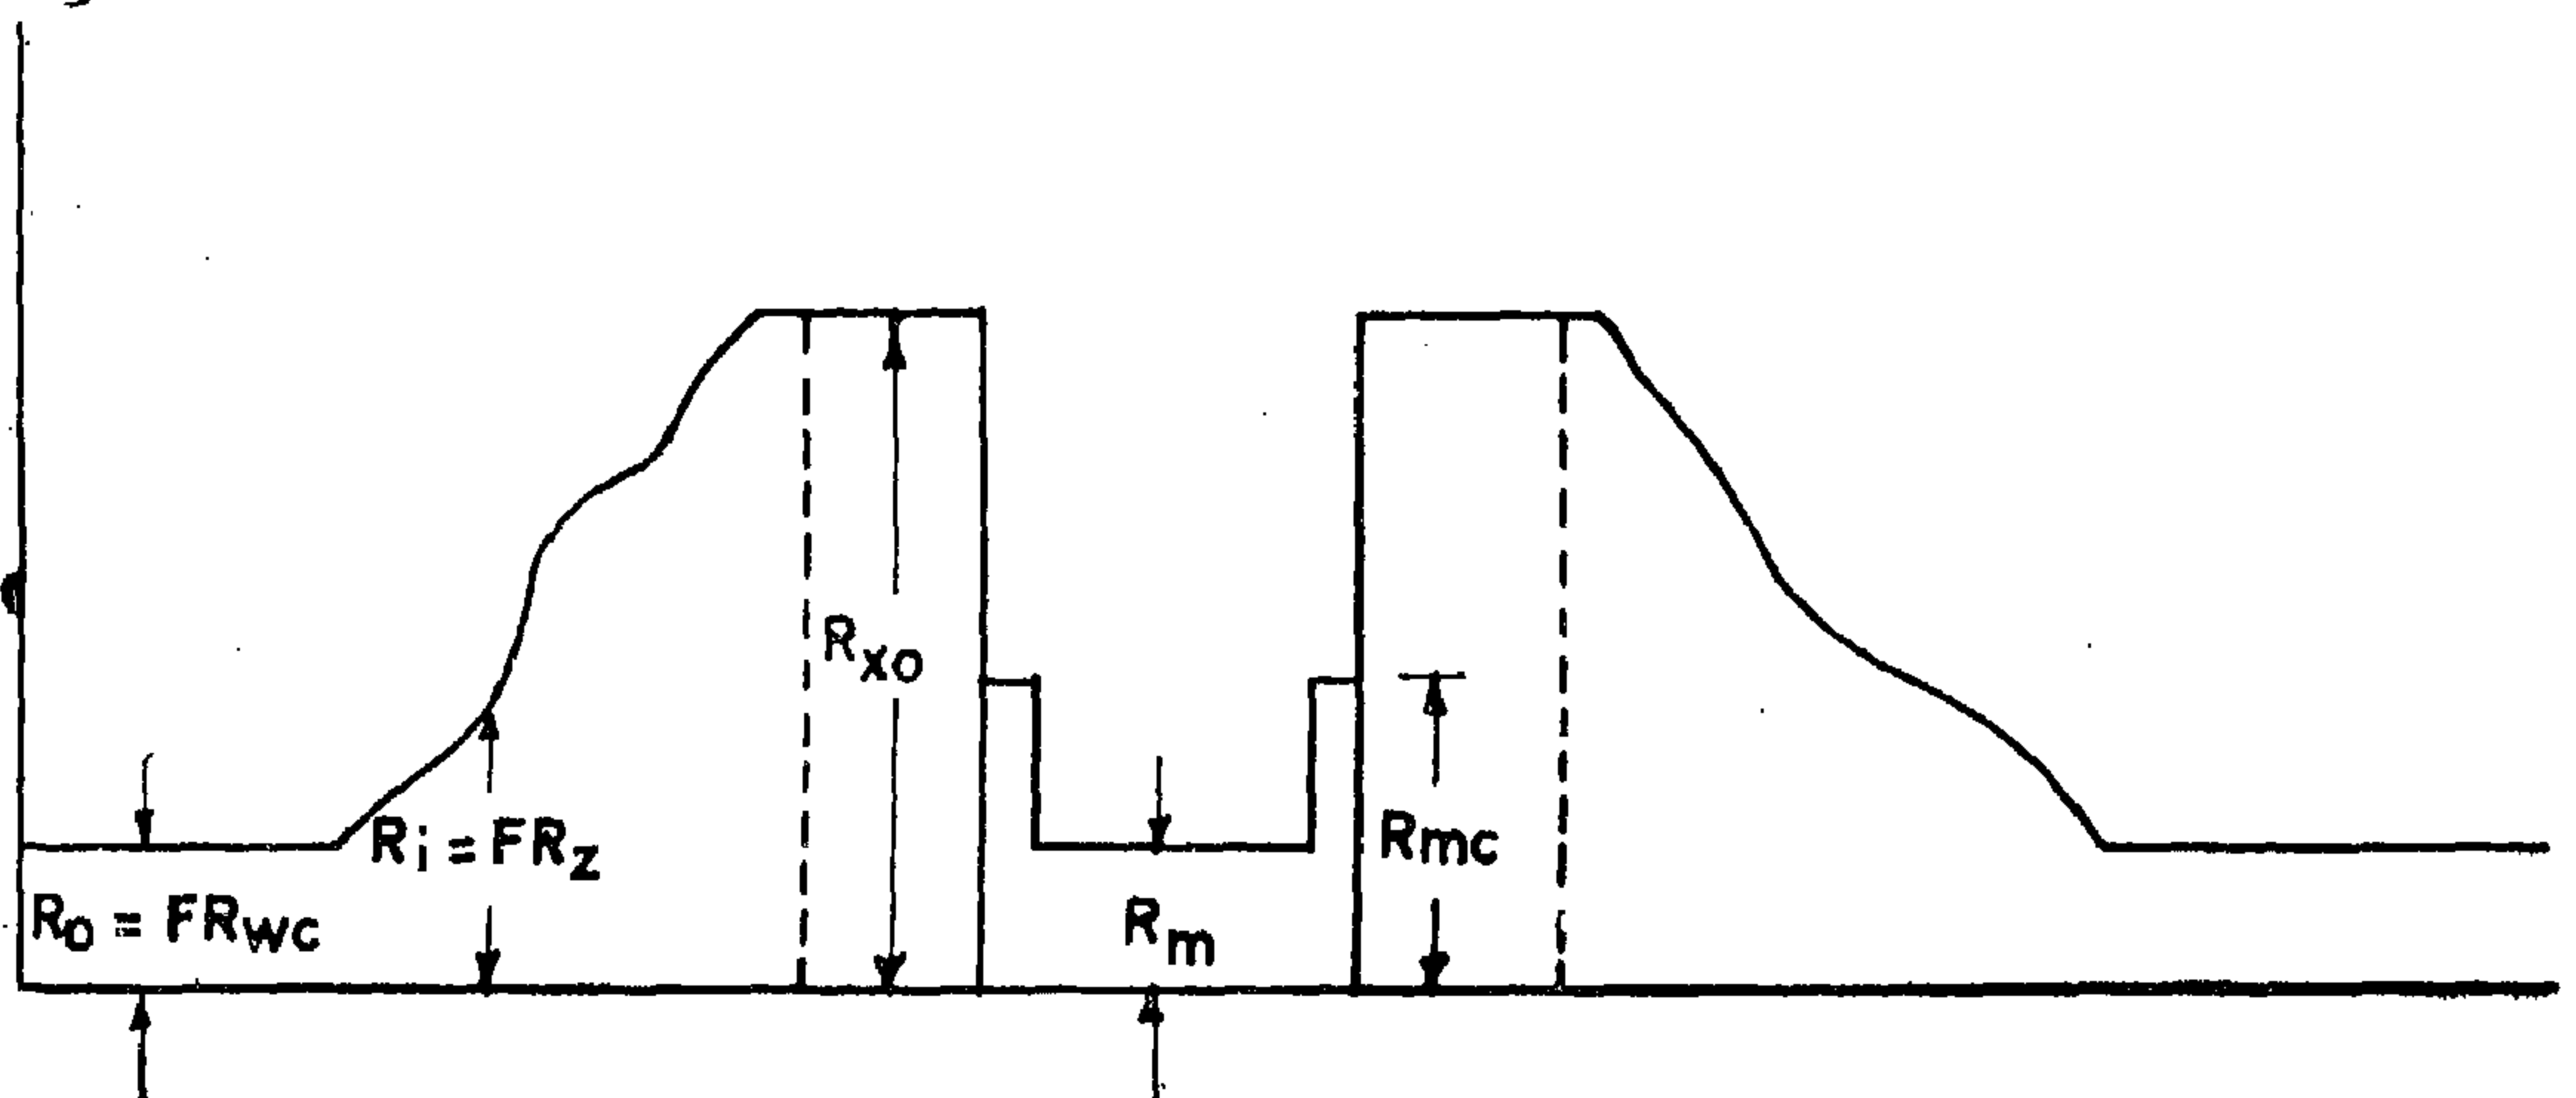 Rxo
Ri = FRz
Rmc
Ro = FRwc
Rm